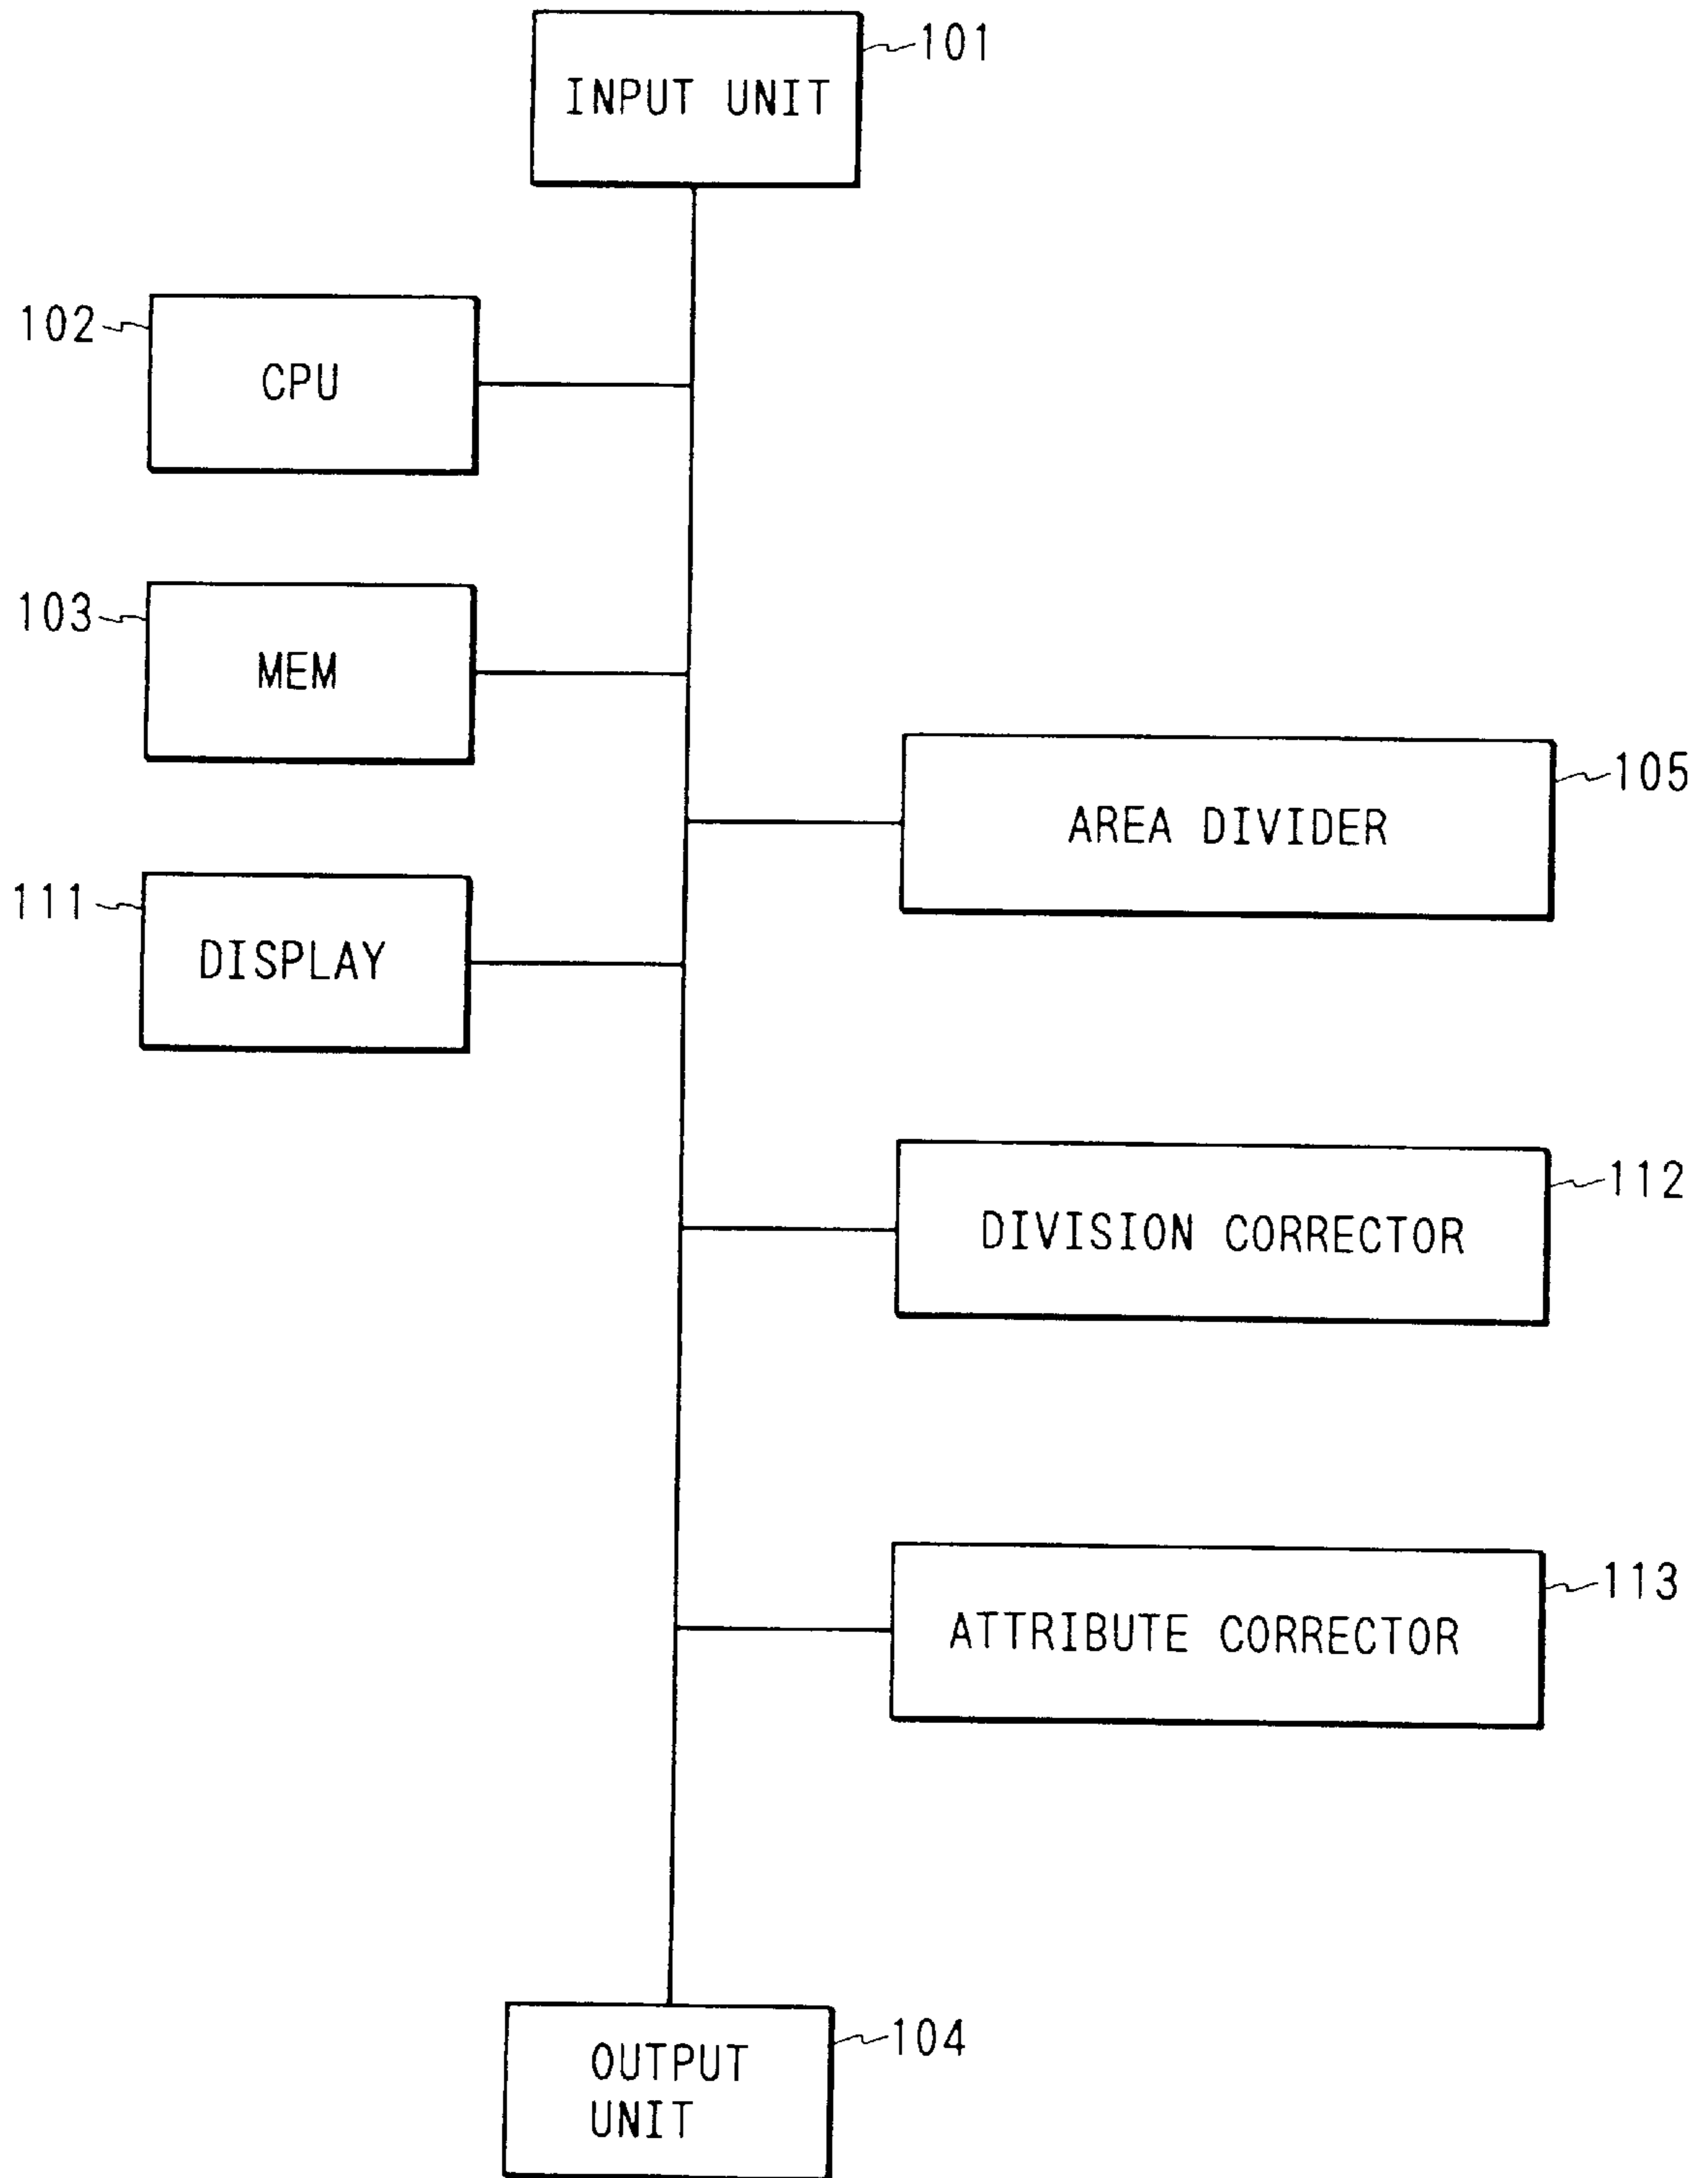 101
INPUT UNIT
102
CPU
103
MEM
105
AREA DIVIDER
111
DISPLAY
112
DIVISION CORRECTOR
113
ATTRIBUTE CORRECTOR
104
OUTPUT
UNIT